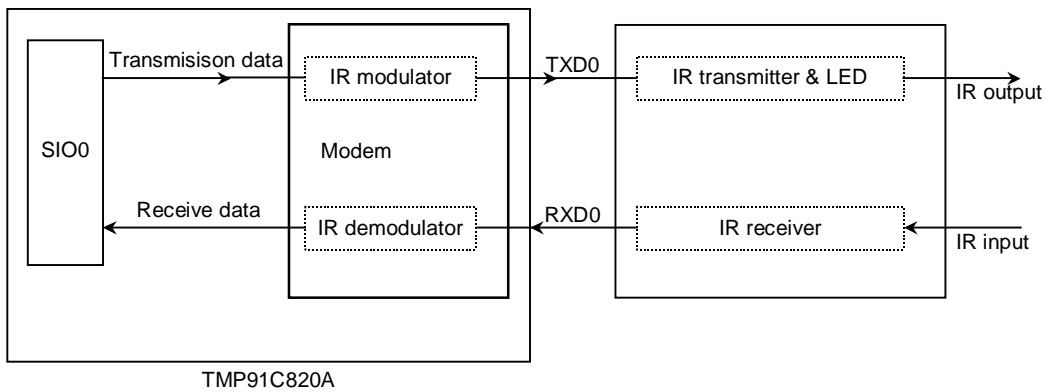 Transmisison data
IR modulator
TXD0
IR transmitter & LED
IR output
SIO0
Modem
Receive data
IR demodulator
RXD0
IR receiver
IR input
TMP91C820A